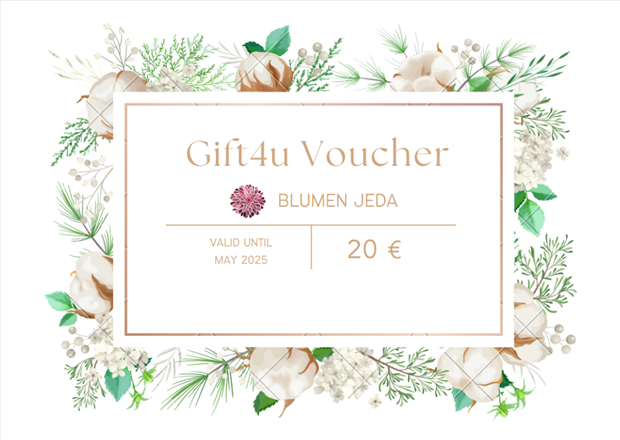 Gift4u Voucher
BLUMEN JEDA
VALID UNTIL
MAY 2025
20 €